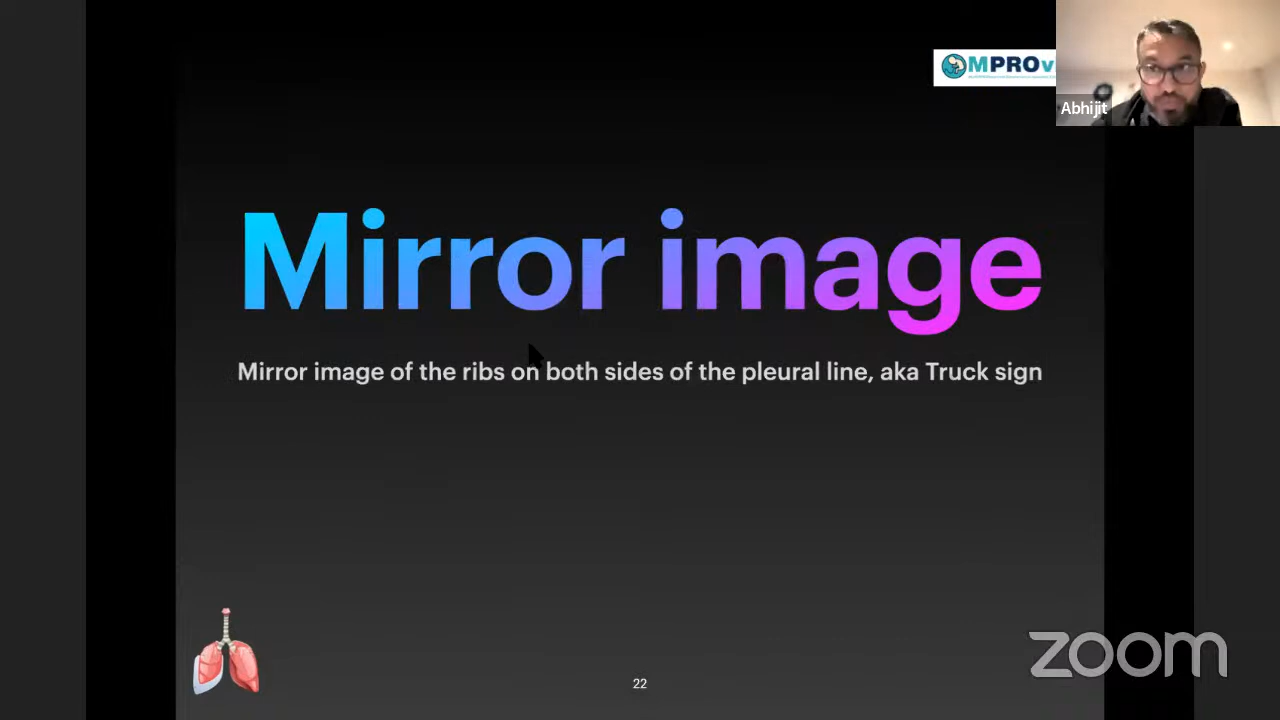 MPROv
Abhijit
Mirror image
Mirror image of the ribs on both sides of the pleural line, aka Truck sign
22
zoom